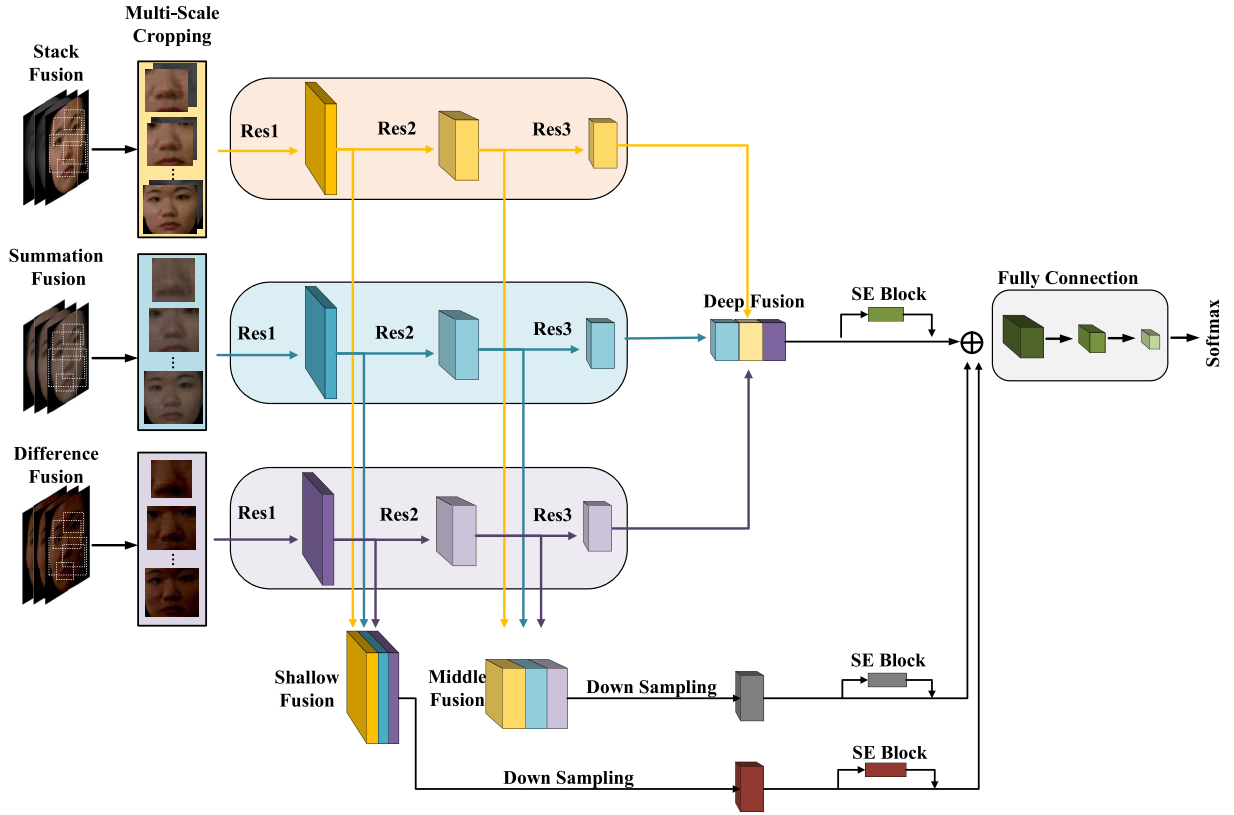 Multi-Scale
Cropping
Stack
Fusion
Res1
Res2
Res3
Summation
Fusion
Res1
Res2
Res3
Difference
Fusion
Res1
Res2
Res3
Deep Fusion
SE Block
Fully Connection
Softmax
Shallow
Fusion
Middle
Fusion
Down Sampling
SE Block
Down Sampling
SE Block